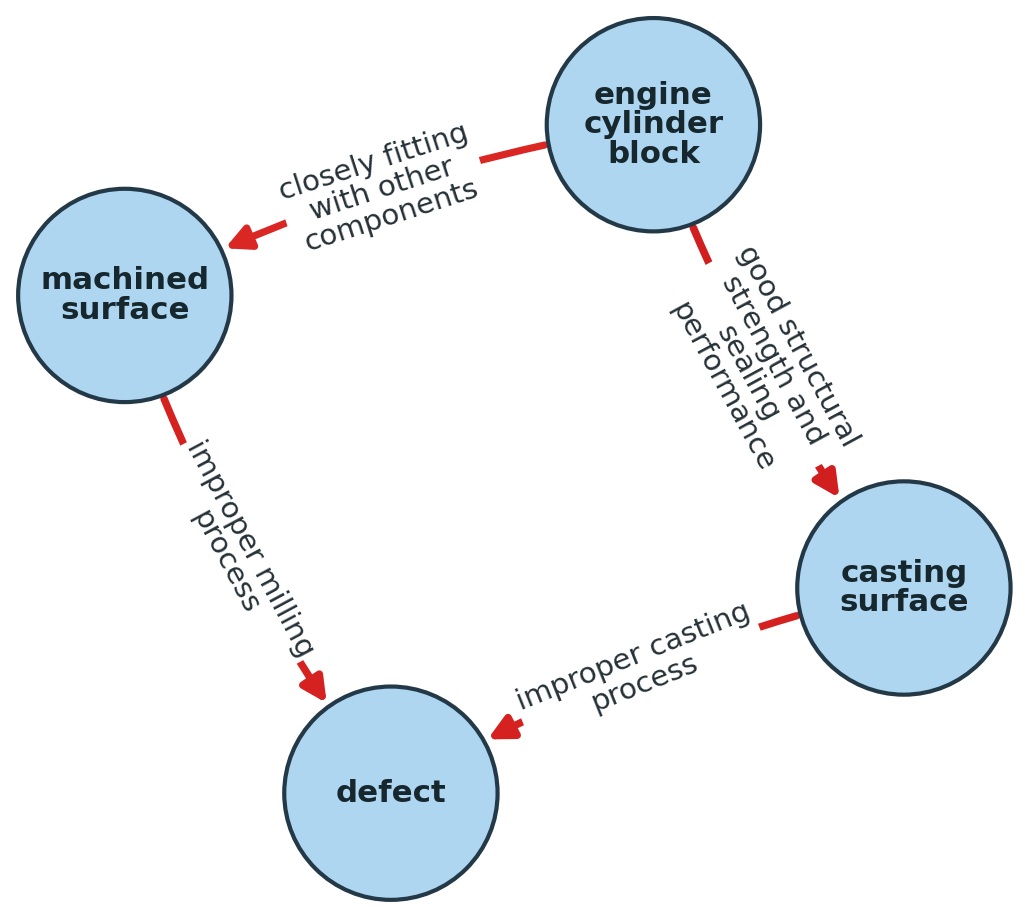 engine
cylinder
block
closely fitting
with other
components
machined
surface
good structural
strength and
sealing
performance
improper milling
process
casting
surface
improper casting
process
defect